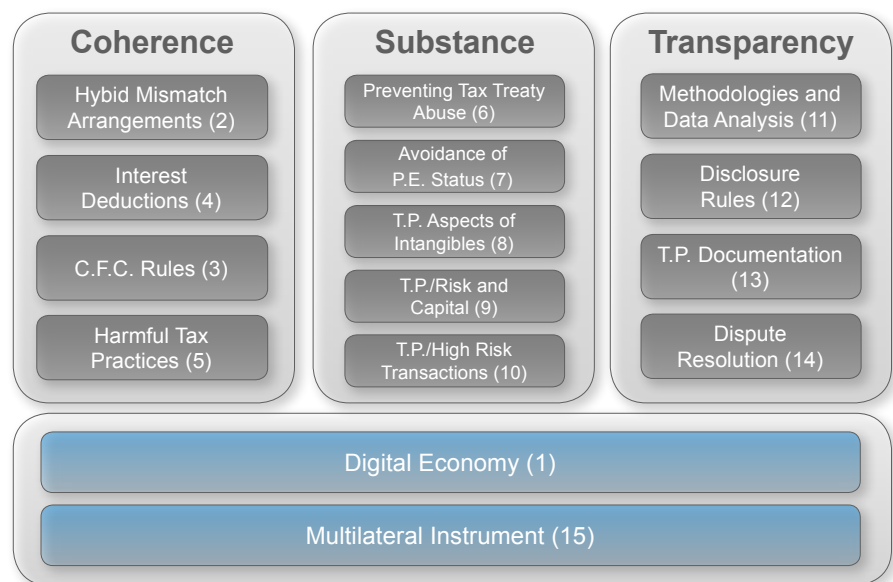 Coherence
Hybid Mismatch
Arrangements (2)
Interest
Deductions (4)
C.F.C. Rules (3)
Harmful Tax
Practices (5)
Substance
Preventing Tax Treaty
Abuse (6)
Avoidance of
P.E. Status (7)
T.P. Aspects of
Intangibles (8)
T.P./Risk and
Capital (9)
T.P./High Risk
Transactions (10)
Transparency
Methodologies and
Data Analysis (11)
Disclosure
Rules (12)
T.P. Documentation
(13)
Dispute
Resolution (14)
Digital Economy (1)
Multilateral Instrument (15)